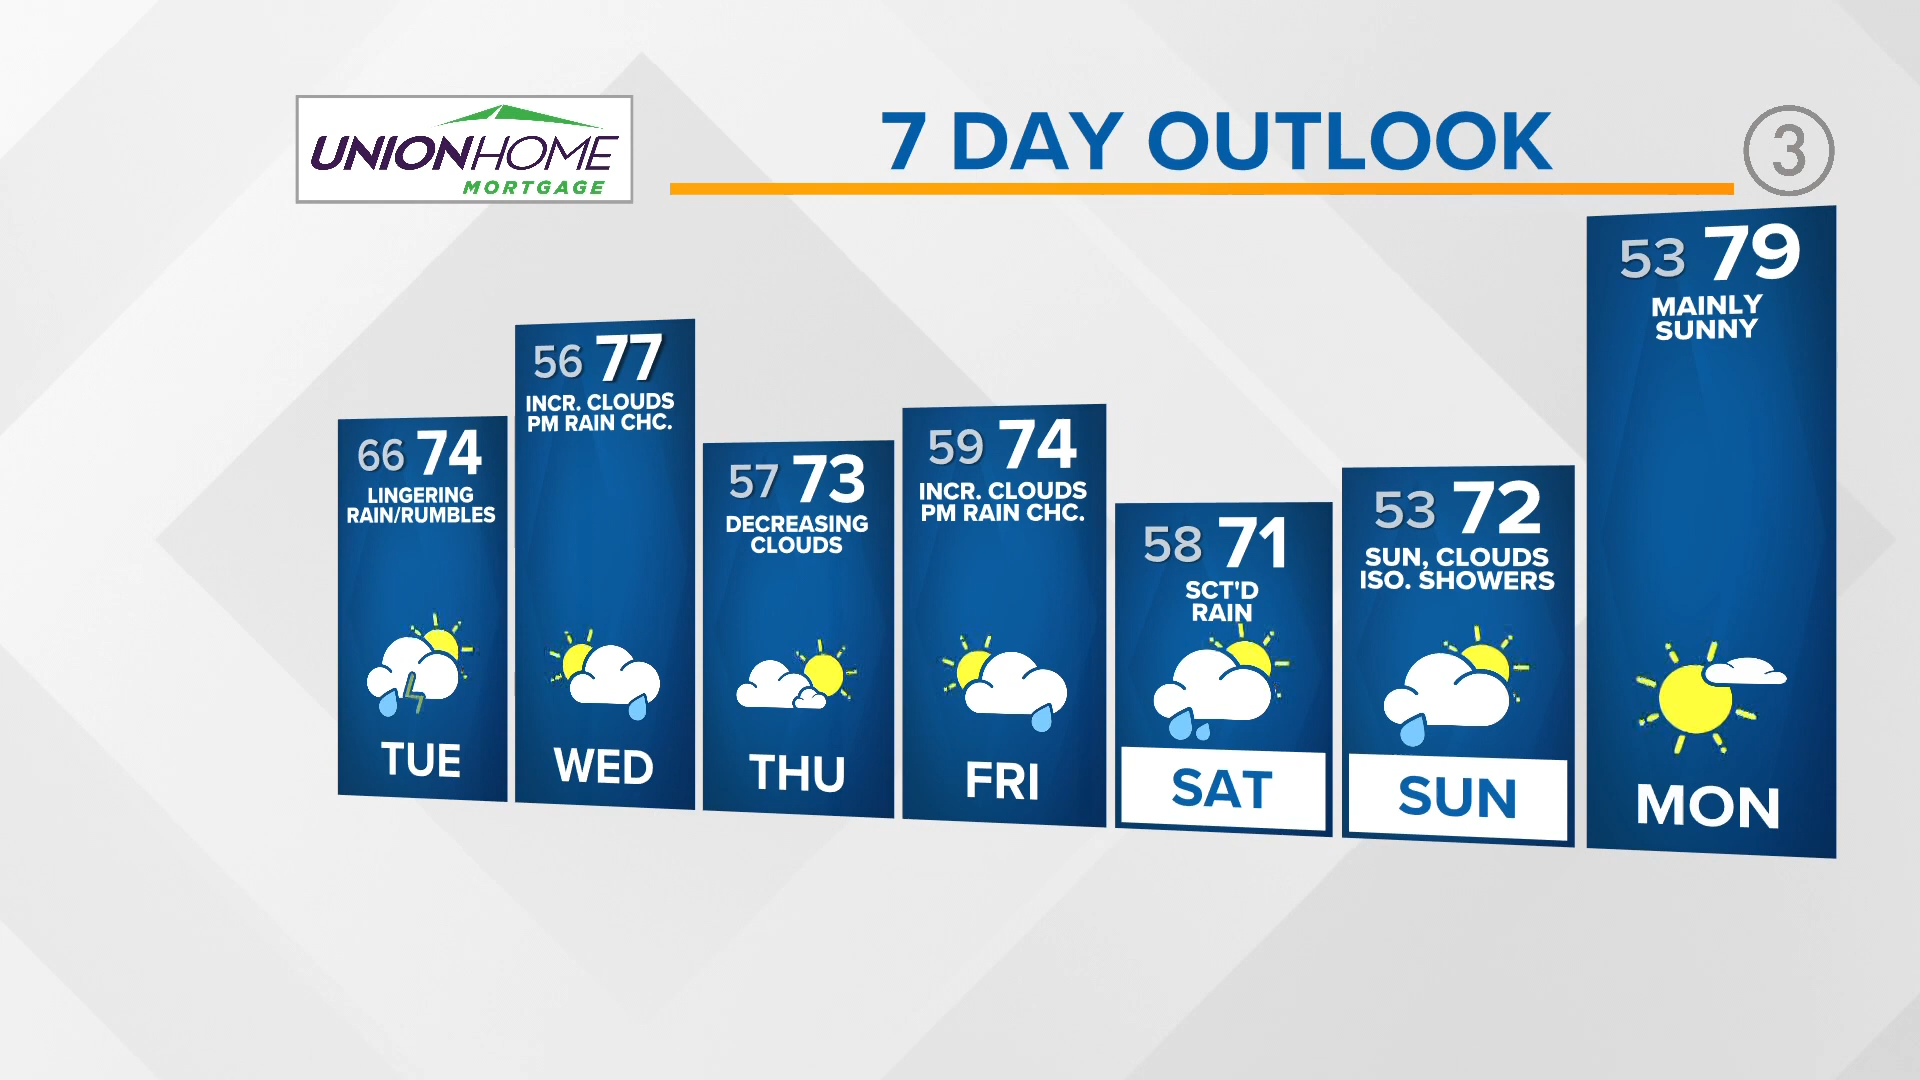 UNIONHOME
MORTGAGE
7 DAY OUTLOOK
3
66 74
LINGERING
RAIN/RUMBLES
TUE
56 77
INCR. CLOUDS
PM RAIN CHC.
WED
57 73
DECREASING
CLOUDS
THU
59 74
INCR. CLOUDS
PM RAIN CHC.
FRI
58 71
SCT'D
RAIN
SAT
53 72
SUN, CLOUDS
ISO. SHOWERS
SUN
53 79
MAINLY
SUNNY
MON